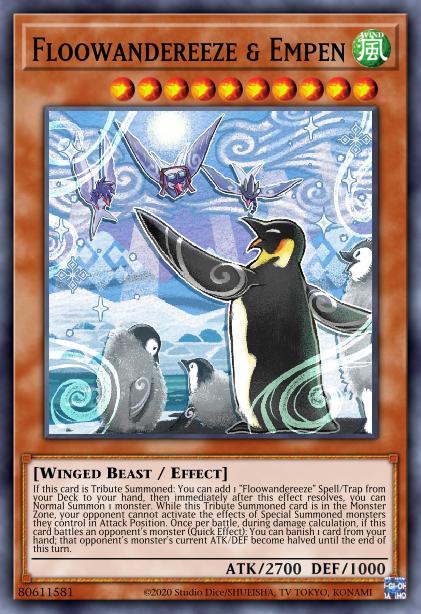 FLOOWANDEREEZE & EMPEN
WIND
風
[WINGED BEAST / EFFECT]
If this card is Tribute Summoned: You can add 1 "Floowandereeze" Spell/Trap from
your Deck to your hand, then immediately after this effect resolves, you can
Normal Summon 1 monster. While this Tribute Summoned card is in the Monster
Zone, your opponent cannot activate the effects of Special Summoned monsters
they control in Attack Position. Once per battle, during damage calculation, if this
card battles an opponent's monster (Quick Effect): You can banish 1 card from your
hand; that opponent's monster's current ATK/DEF become halved until the end of
this turn.
ATK/2700 DEF/1000
80611581
©2020 Studio Dice/SHUEISHA, TV TOKYO, KONAMI